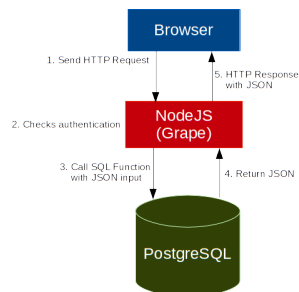 Browser
1. Send HTTP Request
5. HTTP Response
with JSON
NodeJS
(Grape)
2. Checks authentication
3. Call SQL Function
with JSON input
4. Return JSON
PostgreSQL